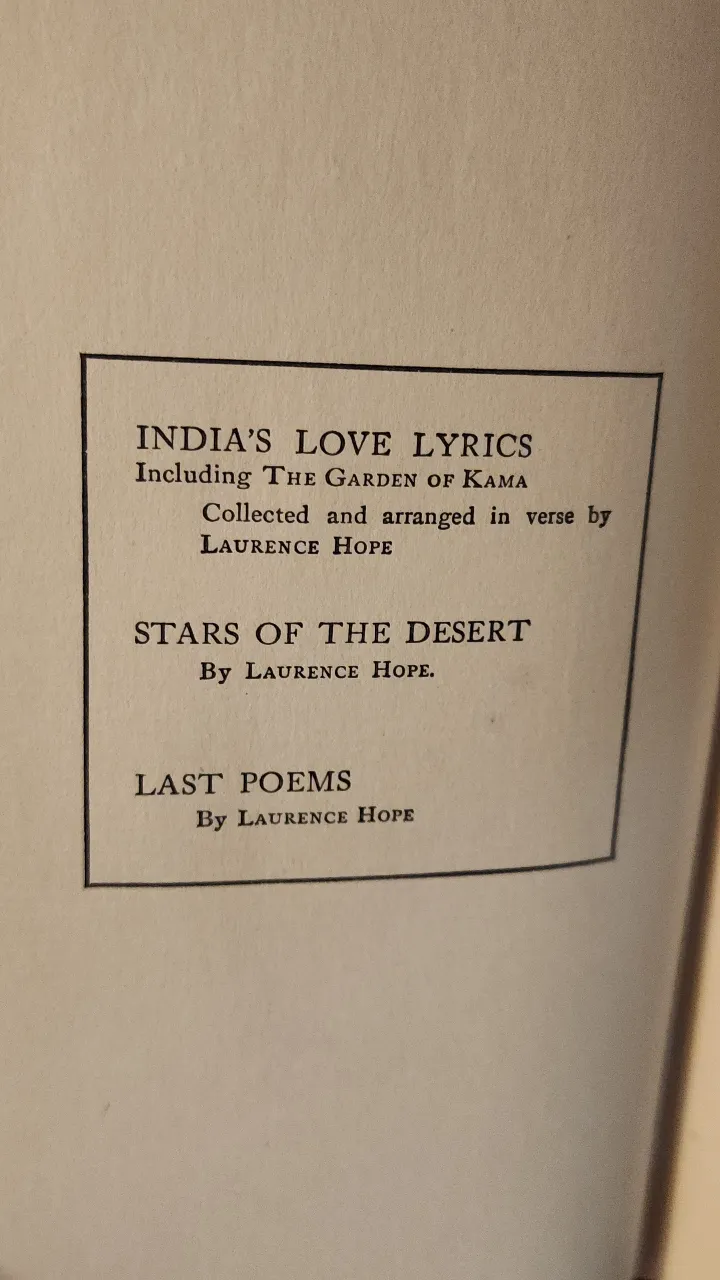 INDIA'S LOVE LYRICS
Including THE GARDEN OF KAMA
Collected and arranged in verse by
LAURENCE HOPE
STARS OF THE DESERT
By LAURENCE HOPE.
LAST POEMS
By LAURENCE HOPE